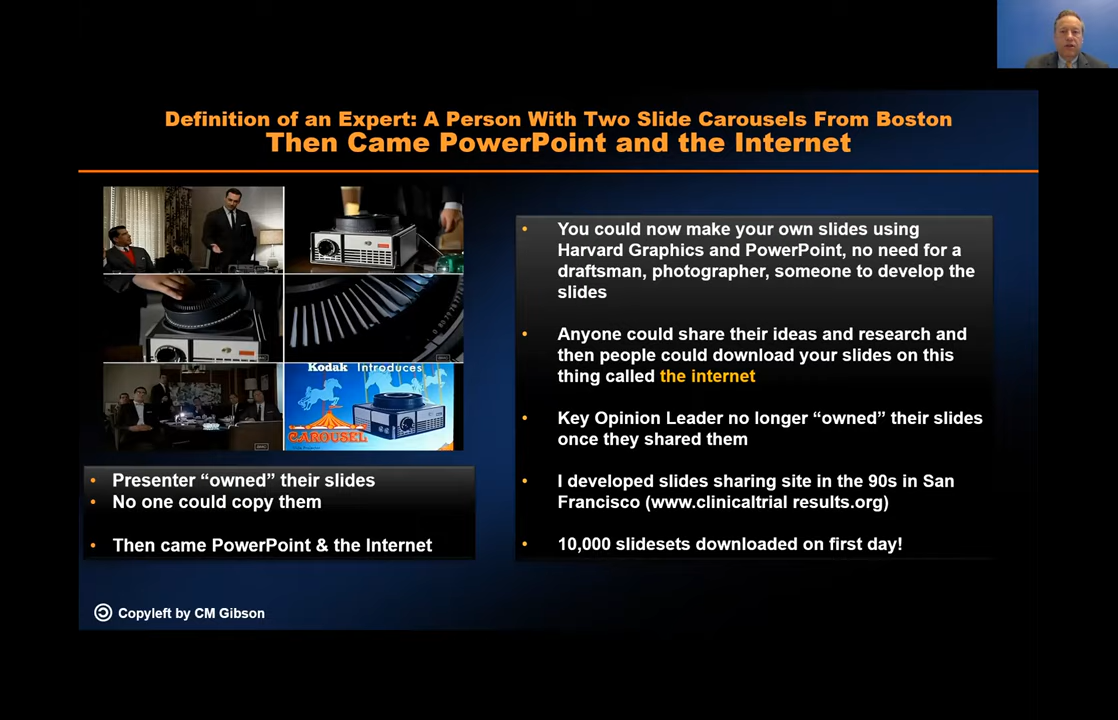 Definition of an Expert: A Person With Two Slide Carousels From Boston
Then Came PowerPoint and the Internet
Kodak Introduces
CAROUSEL
• Presenter “owned” their slides
• No one could copy them
• Then came PowerPoint & the Internet
• You could now make your own slides using
Harvard Graphics and PowerPoint, no need for a
draftsman, photographer, someone to develop the
slides
• Anyone could share their ideas and research and
then people could download your slides on this
thing called the internet
• Key Opinion Leader no longer “owned” their slides
once they shared them
• I developed slides sharing site in the 90s in San
Francisco (www.clinicaltrial results.org)
• 10,000 slidesets downloaded on first day!
Copyleft by CM Gibson